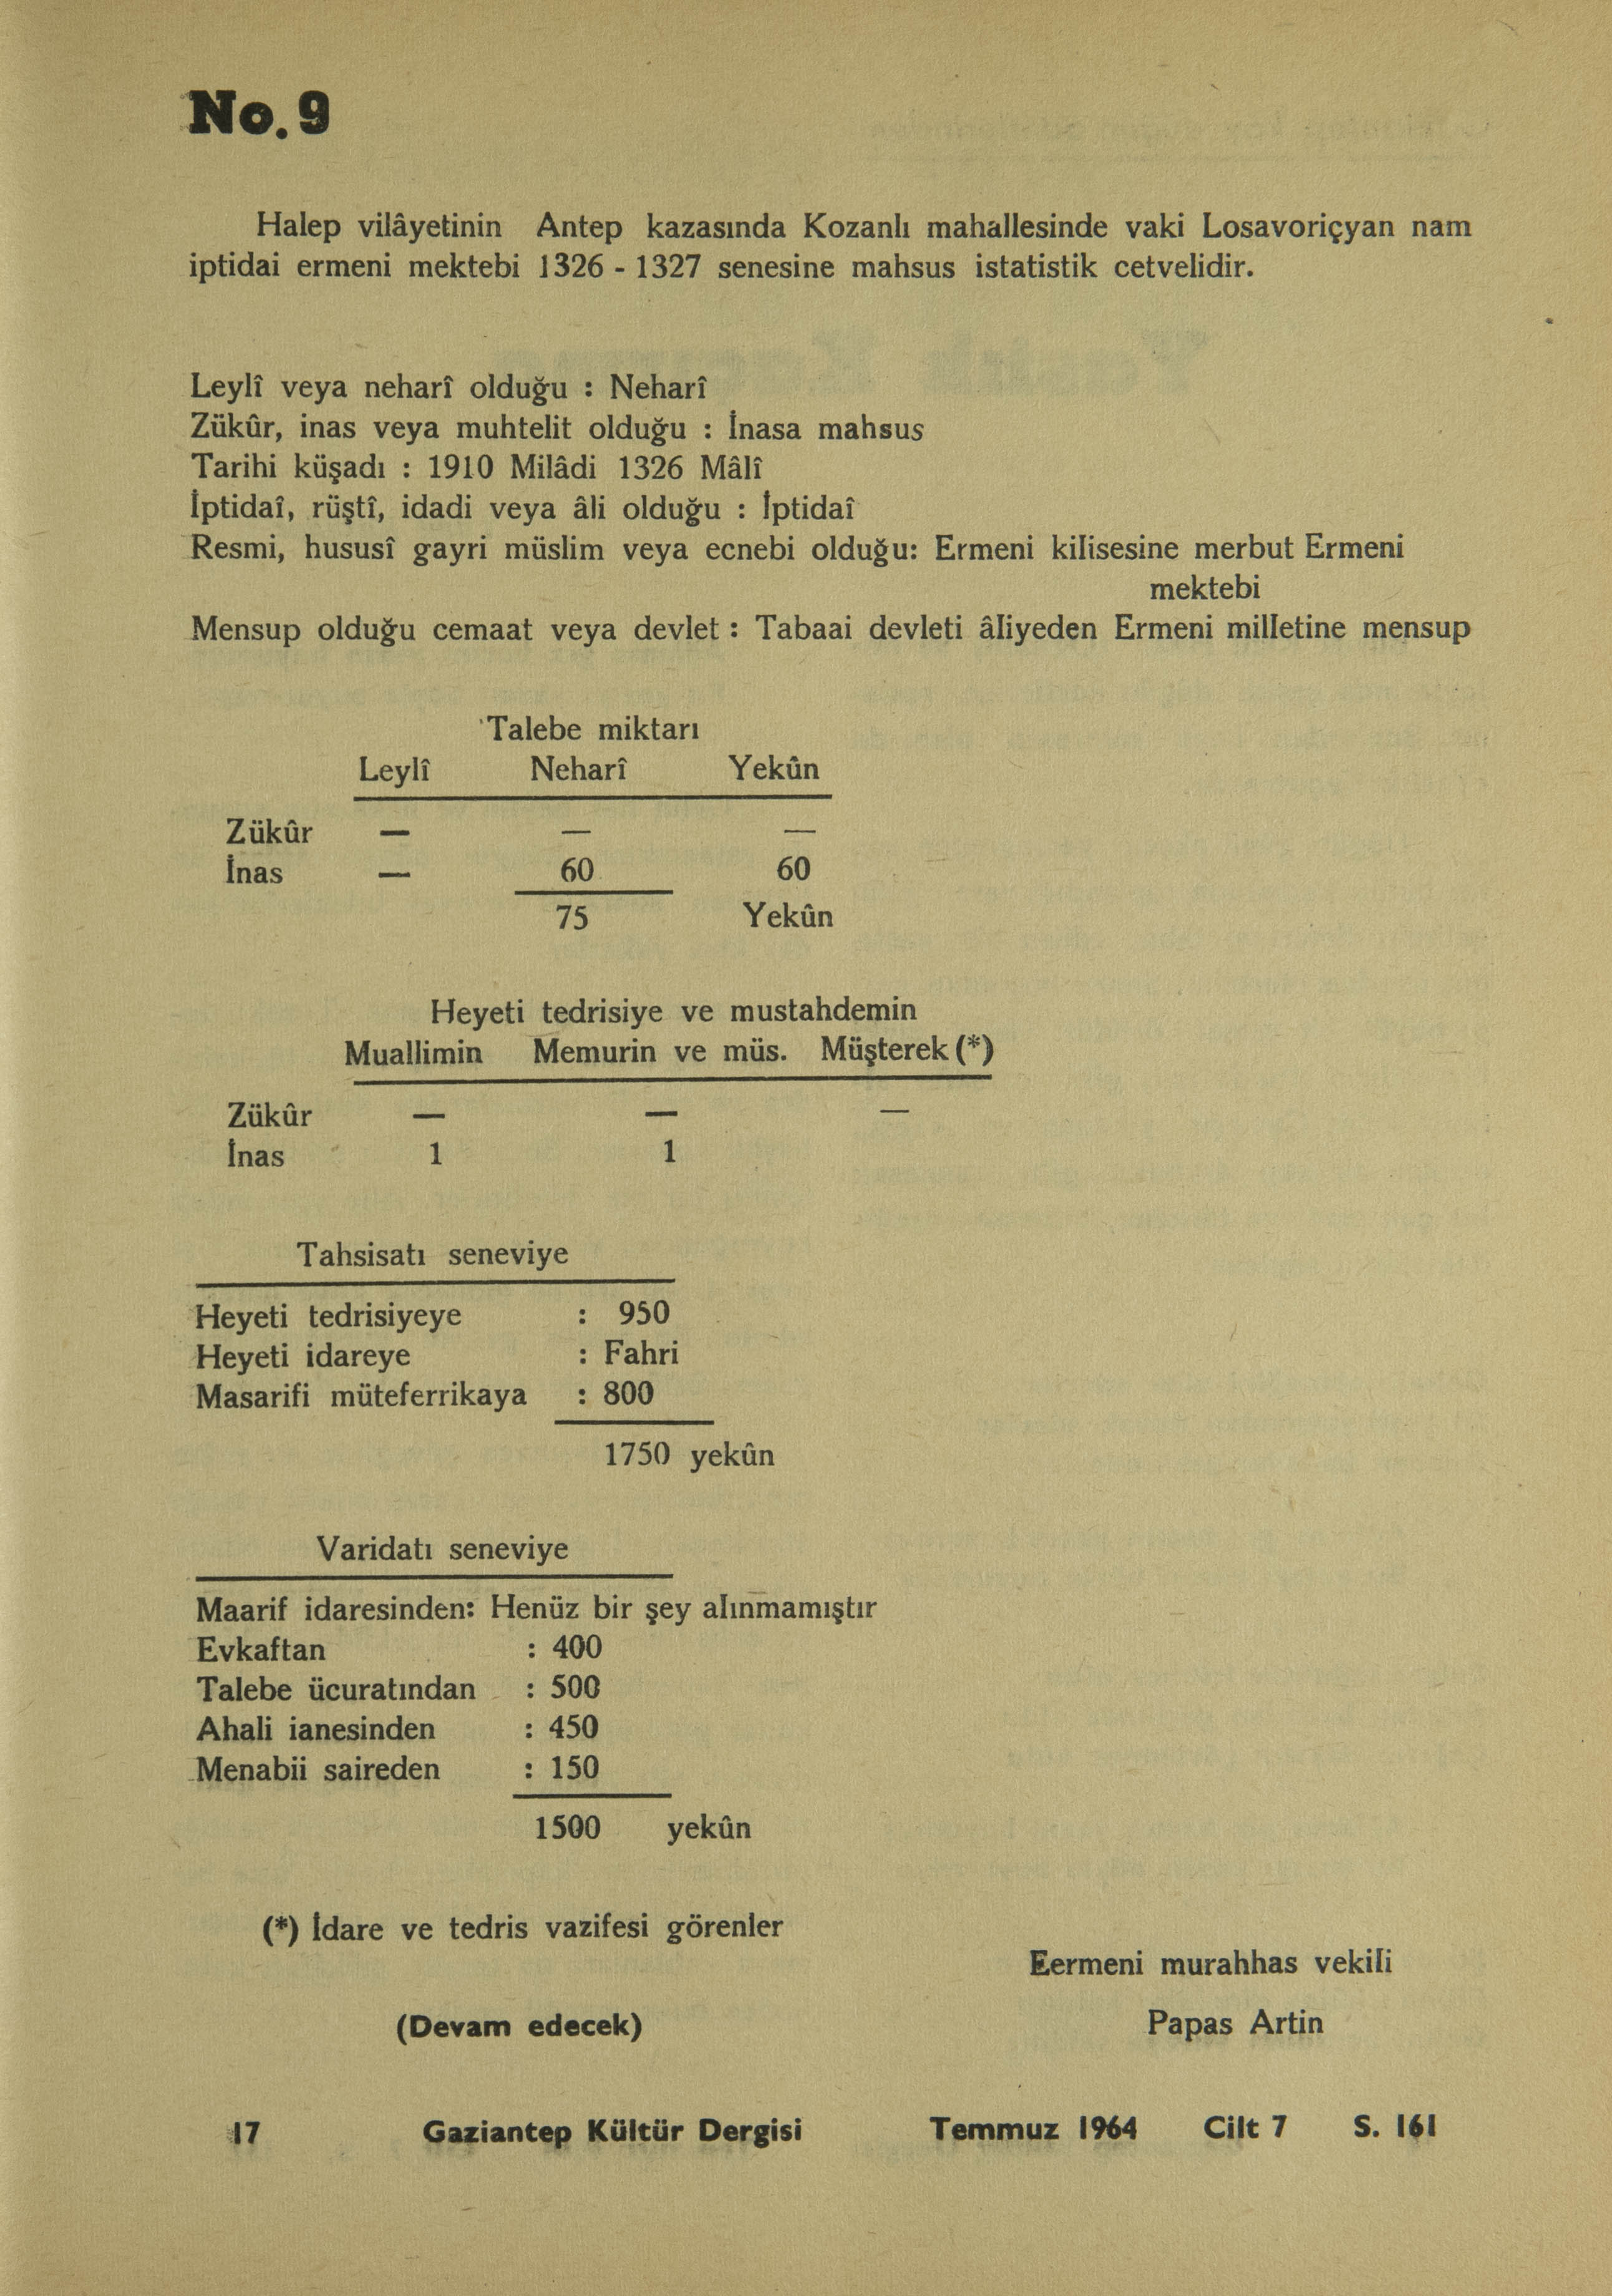 No. 9
Halep vilâyetinin Antep kazasında Kozanlı mahallesinde vaki Losavoriçyan nam
iptidai ermeni mektebi 1326 - 1327 senesine mahsus istatistik cetvelidir.
Leylî veya neharî olduğu : Neharî
Zükûr, inas veya muhtelit olduğu : İnasa mahsus
Tarihi küşadı : 1910 Milâdi 1326 Mâlî
İptidaî, rüştî, idadi veya âli olduğu : İptidaî
Resmi, hususî gayri müslim veya ecnebi olduğu: Ermeni kilisesine merbut Ermeni
mektebi
Mensup olduğu cemaat veya devlet : Tabaai devleti âliyeden Ermeni milletine mensup
Talebe miktarı
Leylî Neharî Yekûn
Zükûr — — —
İnas — 60 60
75 Yekûn
Heyeti tedrisiye ve mustahdemin
Muallimin Memurin ve müs. Müşterek (*)
Zükûr — — —
İnas 1 1
Tahsisatı seneviye
Heyeti tedrisiyeye : 950
Heyeti idareye : Fahri
Masarifi müteferrikaya : 800
1750 yekûn
Varidatı seneviye
Maarif idaresinden: Henüz bir şey alınmamıştır
Evkaftan : 400
Talebe ücuratından : 500
Ahali ianesinden : 450
Menabii saireden : 150
1500 yekûn
(*) İdare ve tedris vazifesi görenler
Eermeni murahhas vekili
(Devam edecek)
Papas Artin
17 Gaziantep Kültür Dergisi Temmuz 1964 Cilt 7 S. 161